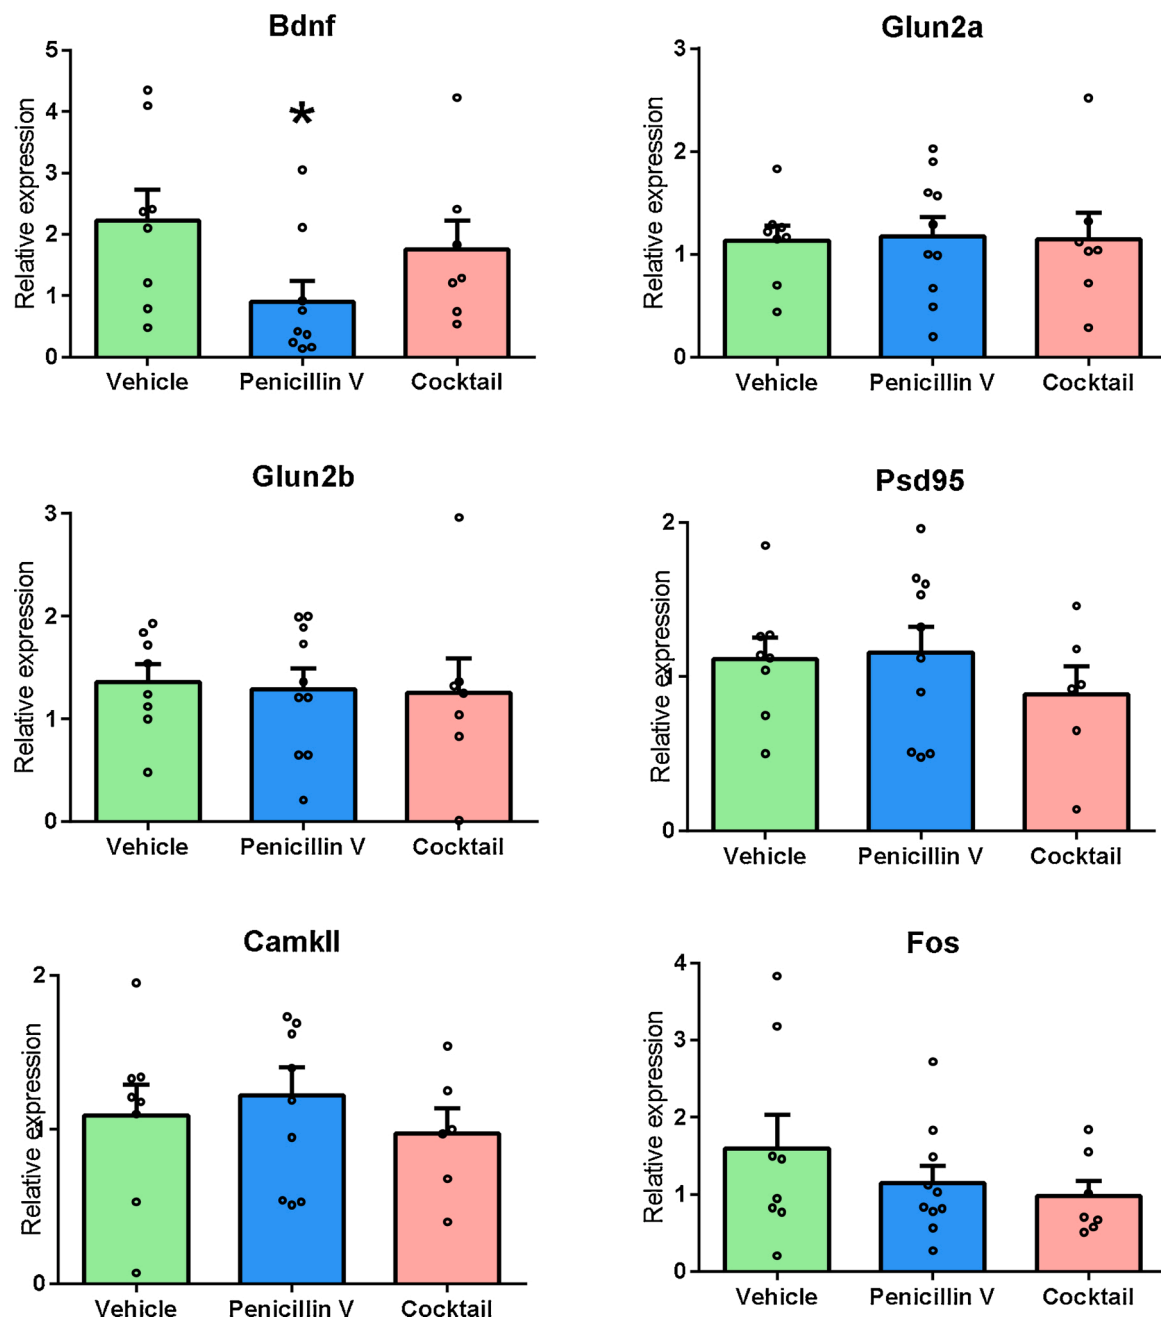 Bdnf
Relative expression
5
4
3
2
1
0
*
Vehicle Penicillin V Cocktail
Glun2a
Relative expression
3
2
1
0
Vehicle Penicillin V Cocktail
Glun2b
Relative expression
3
2
1
0
Vehicle Penicillin V Cocktail
Psd95
Relative expression
2
1
0
Vehicle Penicillin V Cocktail
CamkII
Relative expression
2
1
0
Vehicle Penicillin V Cocktail
Fos
Relative expression
4
3
2
1
0
Vehicle Penicillin V Cocktail